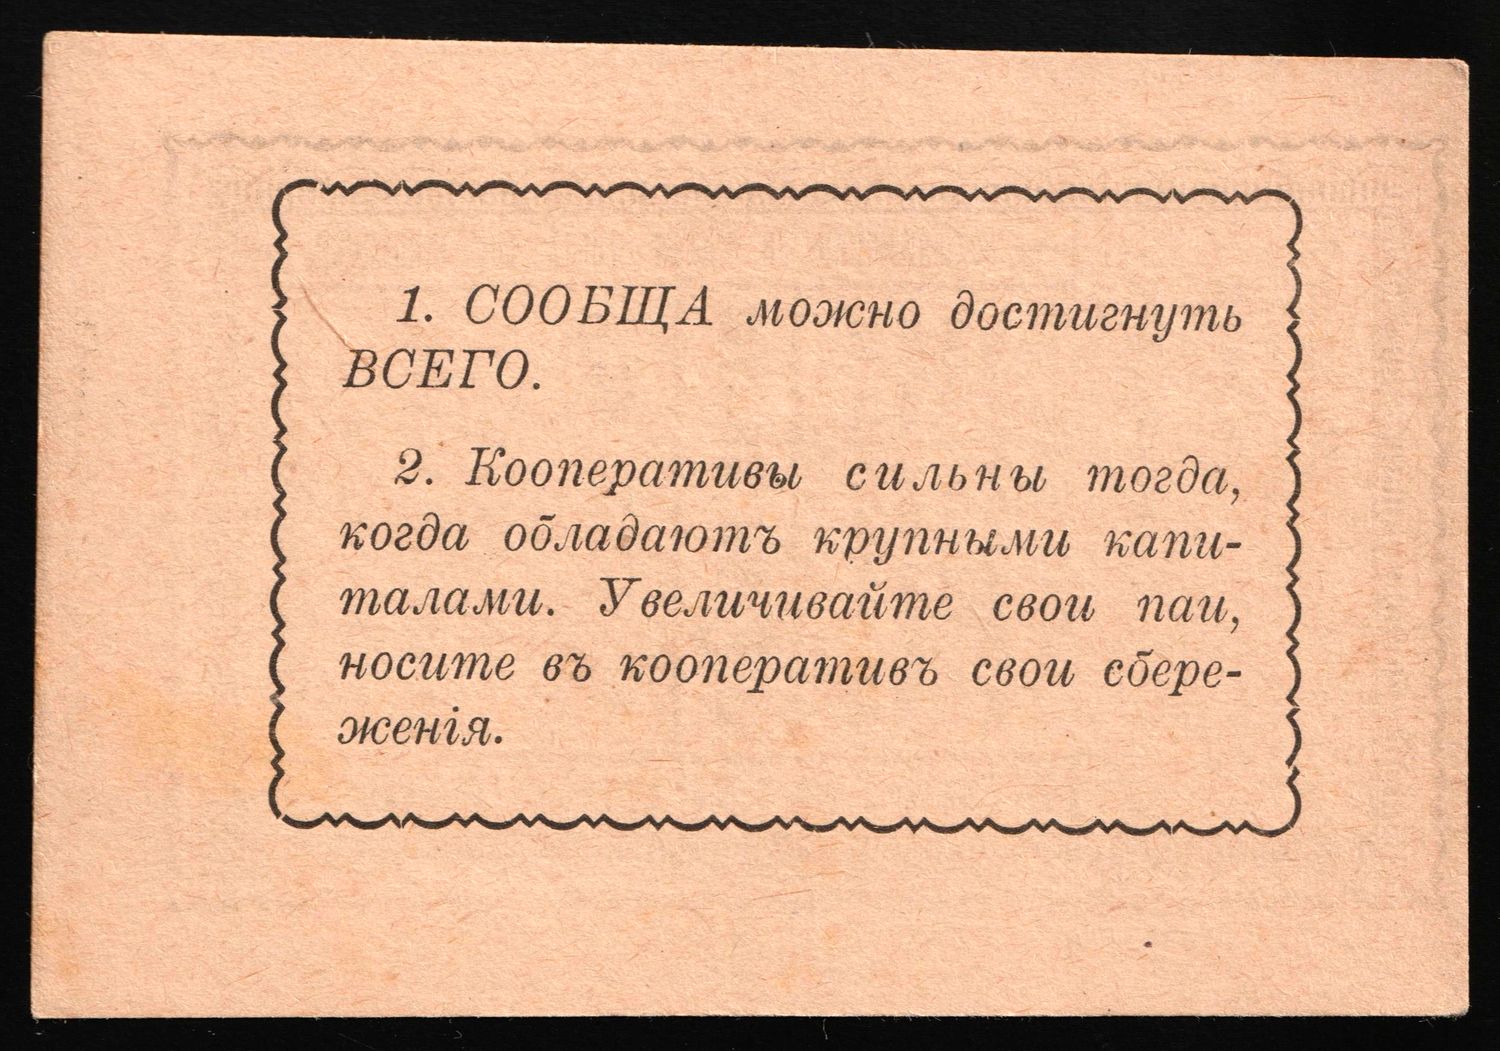 1. СООБЩА можно достигнуть
ВСЕГО.
2. Кооперативы сильны тогда,
когда обладаютъ крупными капи-
талами. Увеличивайте свои паи,
носите въ кооперативъ свои сбере-
женія.